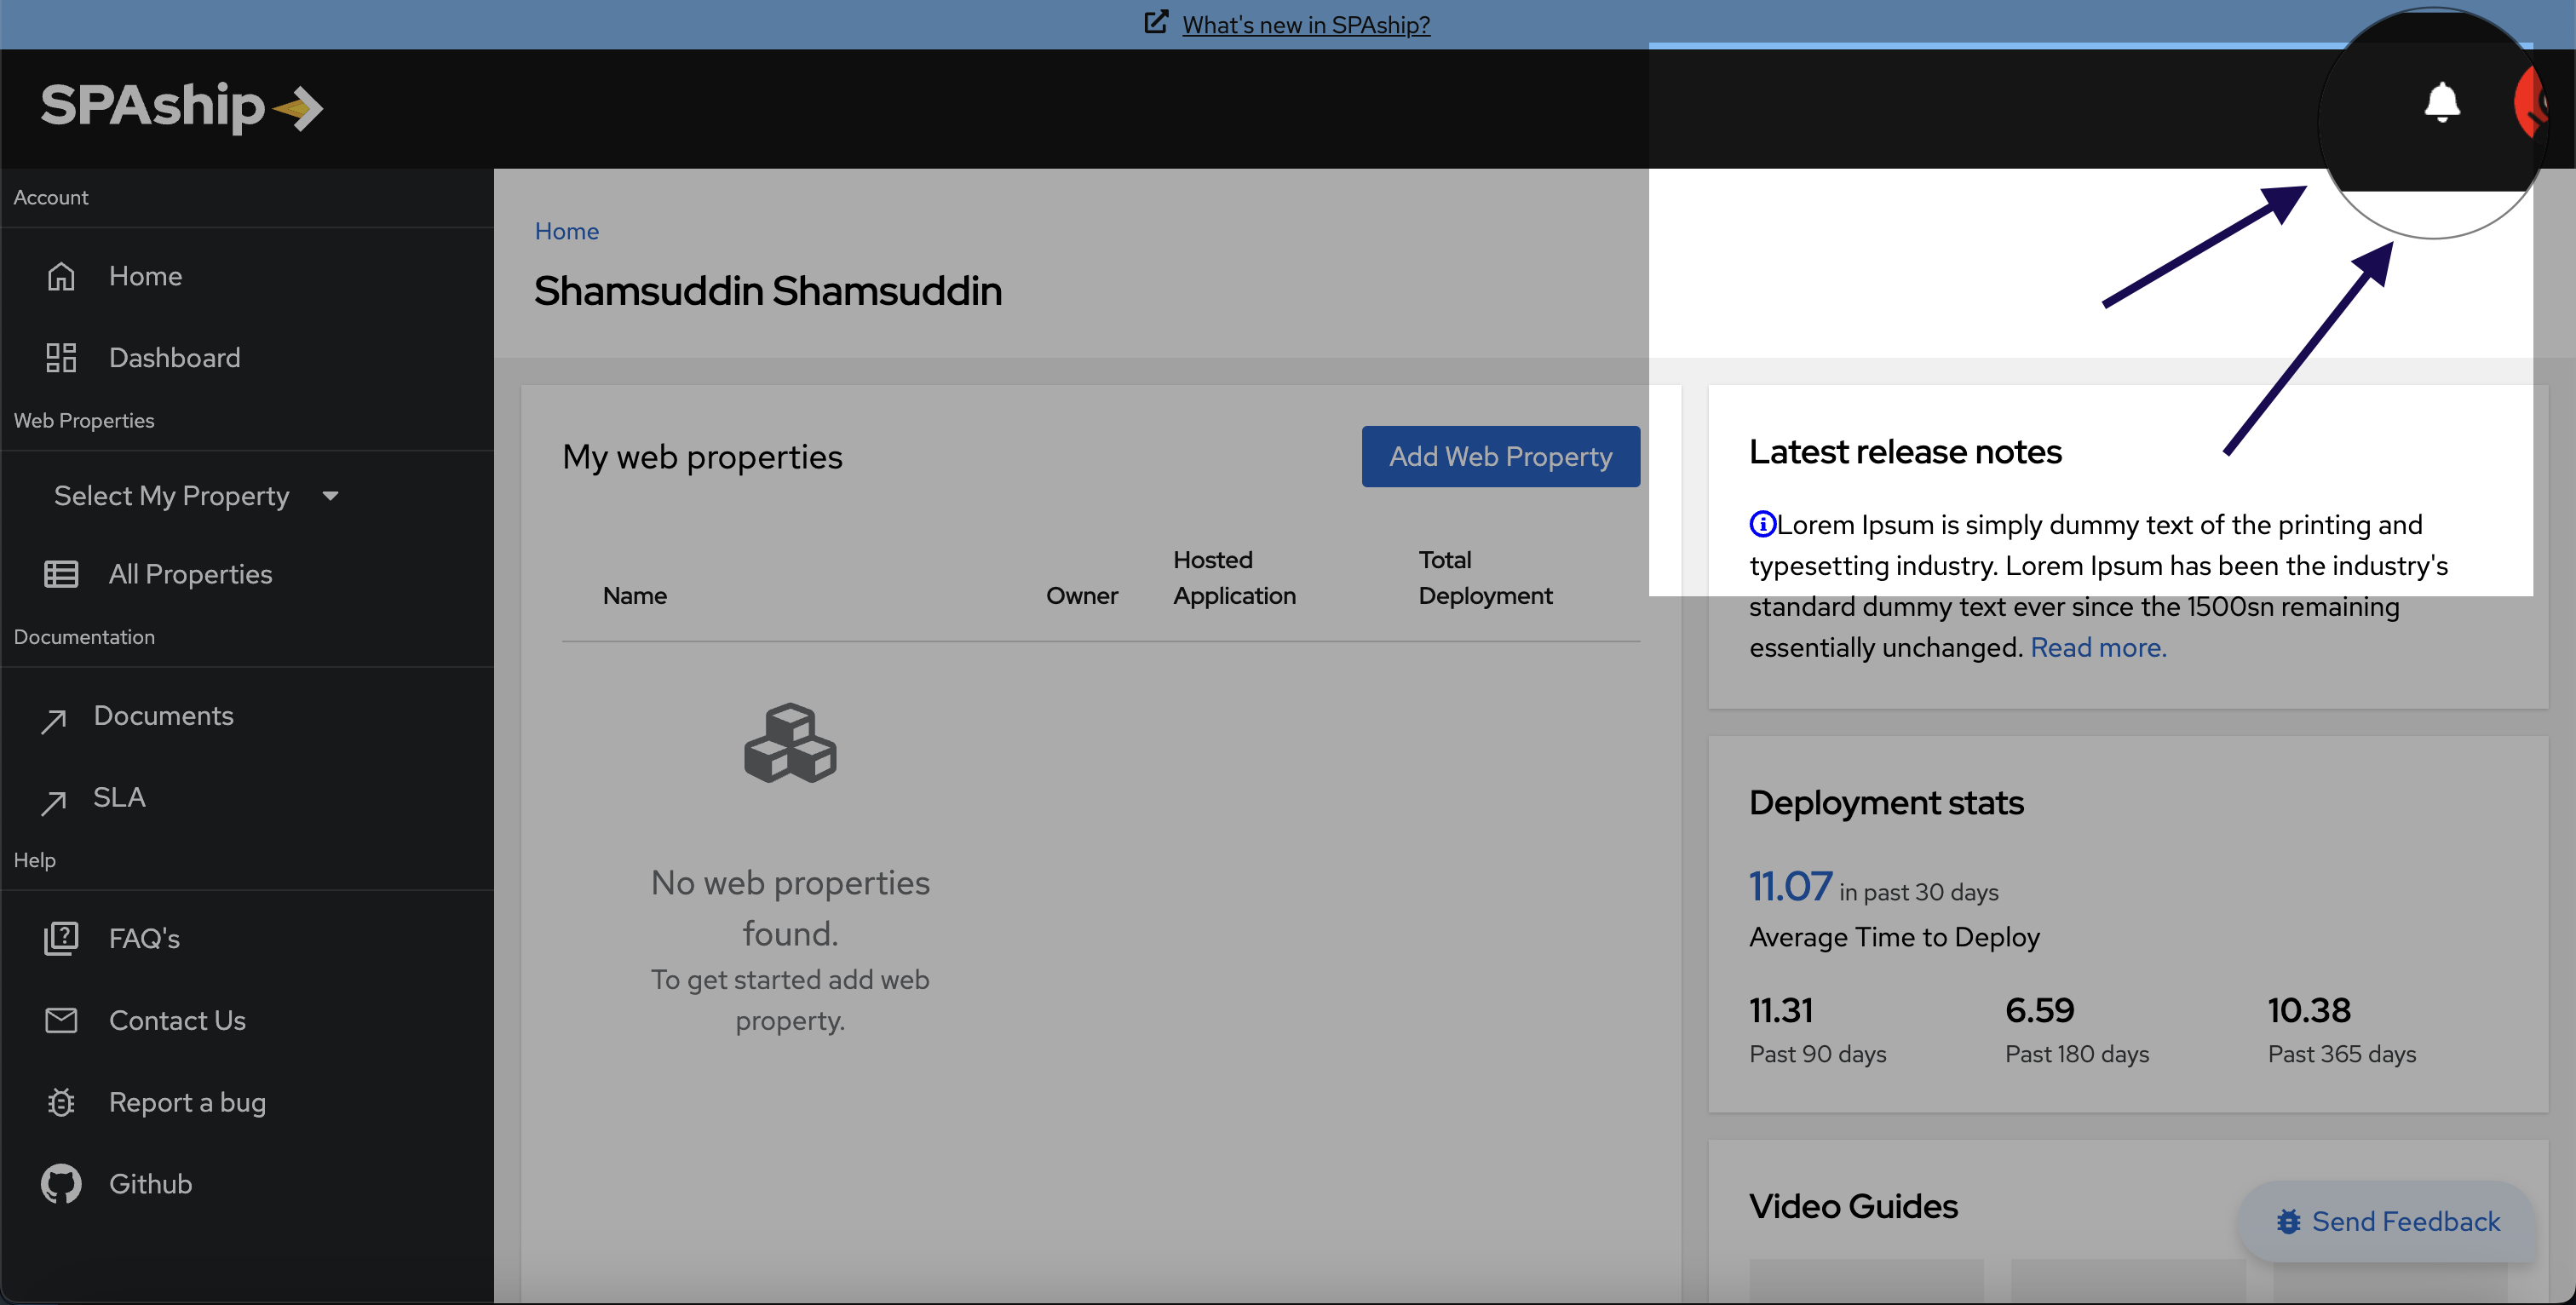 What's new in SPAship?
SPAship
Account
Home
Dashboard
Web Properties
Select My Property
All Properties
Documentation
Documents
SLA
Help
FAQ's
Contact Us
Report a bug
Github
Home
Shamsuddin Shamsuddin
My web properties
Add Web Property
Name
Owner
Hosted
Application
Total
Deployment
No web properties
found.
To get started add web
property.
Latest release notes
Lorem Ipsum is simply dummy text of the printing and
typesetting industry. Lorem Ipsum has been the industry's
standard dummy text ever since the 1500sn remaining
essentially unchanged. Read more.
Deployment stats
11.07 in past 30 days
Average Time to Deploy
11.31
Past 90 days
6.59
Past 180 days
10.38
Past 365 days
Video Guides
Send Feedback